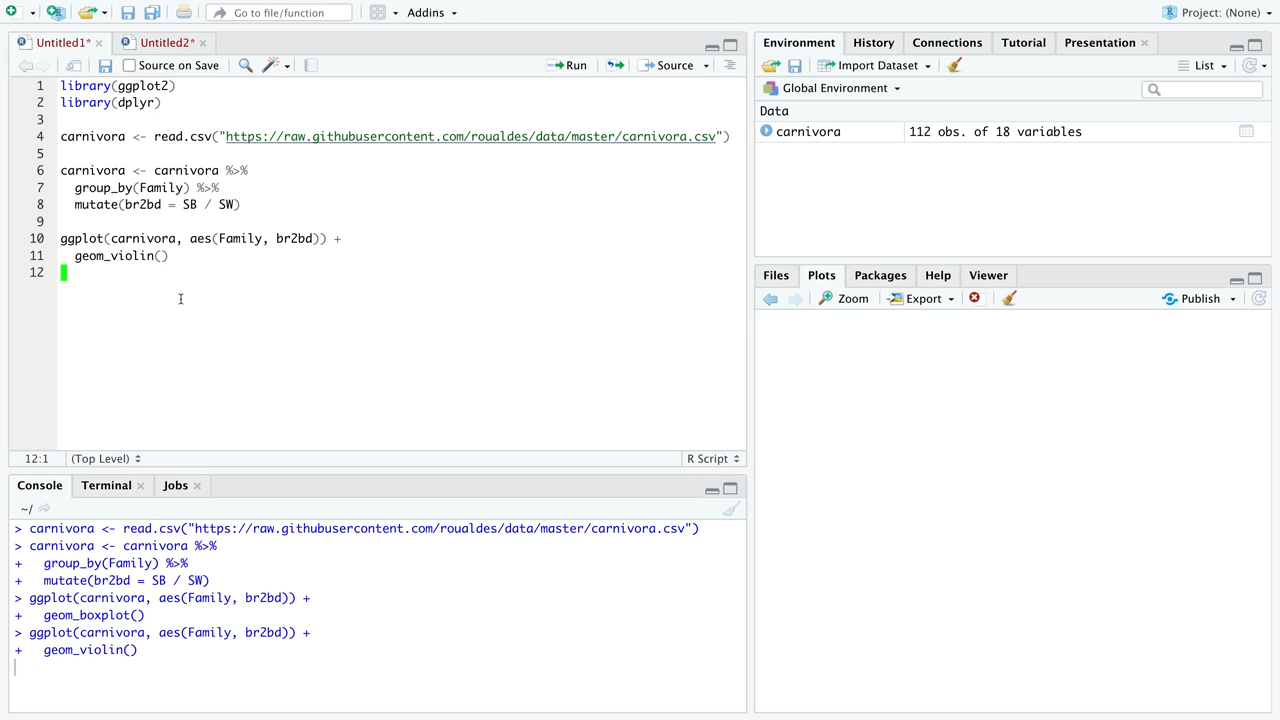 Go to file/function
Addins
Project: (None)
Untitled1*
Untitled2*
Source on Save
Run
Source
1 library(ggplot2)
2 library(dplyr)
3
4 carnivora <- read.csv("https://raw.githubusercontent.com/roualdes/data/master/carnivora.csv")
5
6 carnivora <- carnivora %>%
7 group_by(Family) %>%
8 mutate(br2bd = SB / SW)
9
10 ggplot(carnivora, aes(Family, br2bd)) +
11 geom_violin()
12
12:1
(Top Level)
R Script
Console
Terminal
Jobs
~/
> carnivora <- read.csv("https://raw.githubusercontent.com/roualdes/data/master/carnivora.csv")
> carnivora <- carnivora %>%
+ group_by(Family) %>%
+ mutate(br2bd = SB / SW)
> ggplot(carnivora, aes(Family, br2bd)) +
+ geom_boxplot()
> ggplot(carnivora, aes(Family, br2bd)) +
+ geom_violin()
Environment
History
Connections
Tutorial
Presentation
Import Dataset
List
Global Environment
Data
carnivora
112 obs. of 18 variables
Files
Plots
Packages
Help
Viewer
Zoom
Export
Publish